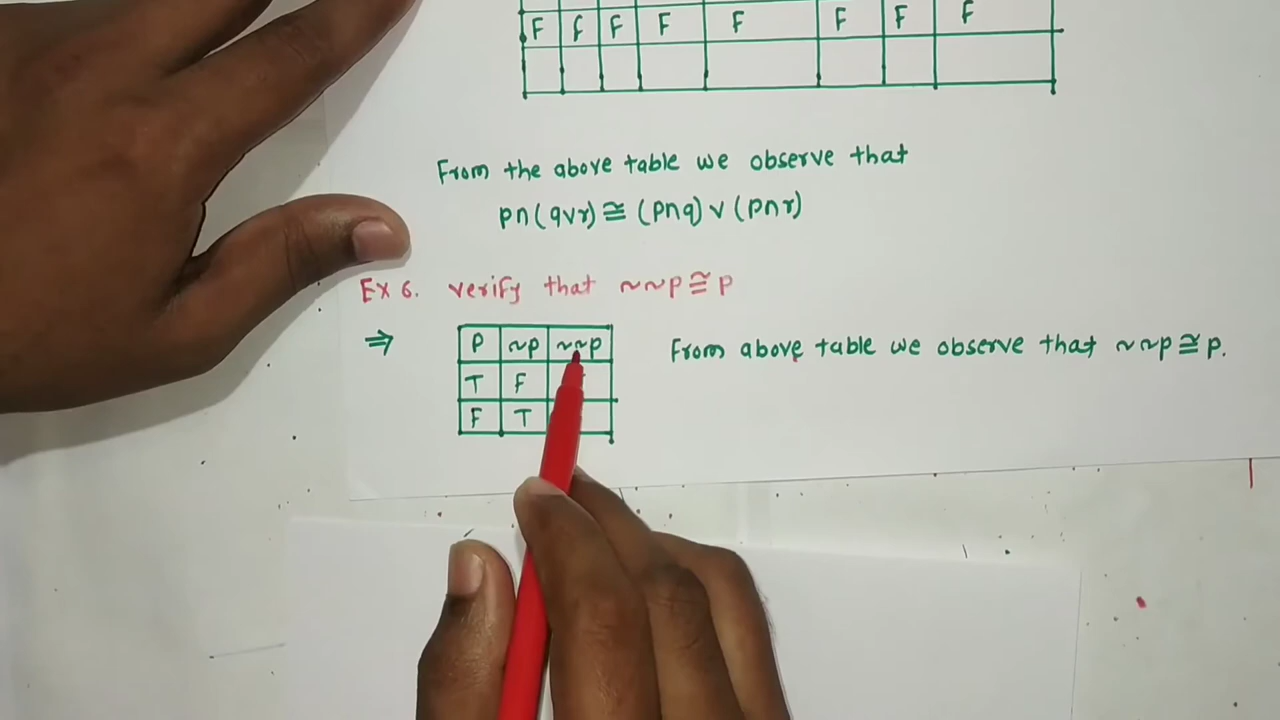 F F F F F F F F
From the above table we observe that
p∩(q∨r)≅(p∩q)∨(p∩r)
Ex 6. verify that ~~p≅p
⇒ P ~p ~~p From above table we observe that ~~p≅p.
T F
F T